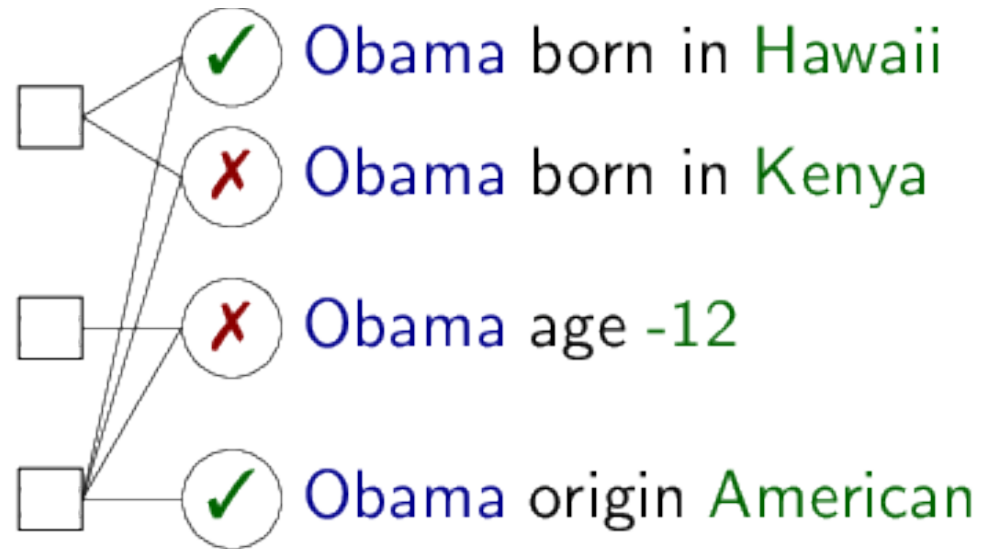 ✓ Obama born in Hawaii
✗ Obama born in Kenya
✗ Obama age -12
✓ Obama origin American